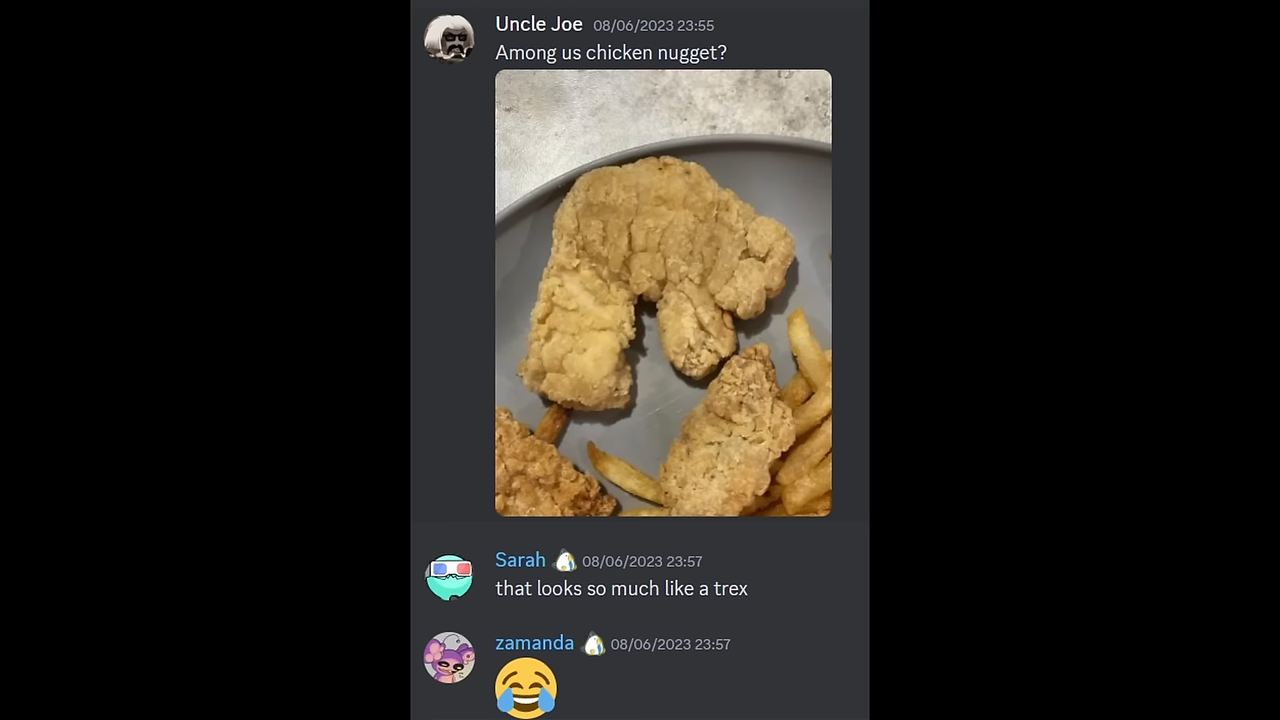 Uncle Joe 08/06/2023 23:55
Among us chicken nugget?
Sarah 08/06/2023 23:57
that looks so much like a trex
zamanda 08/06/2023 23:57